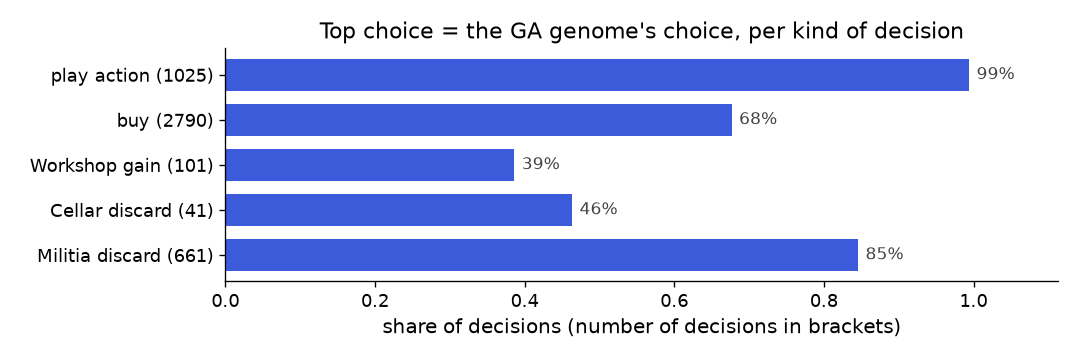 Top choice = the GA genome's choice, per kind of decision
play action (1025)
99%
buy (2790)
68%
Workshop gain (101)
39%
Cellar discard (41)
46%
Militia discard (661)
85%
0.0 0.2 0.4 0.6 0.8 1.0
share of decisions (number of decisions in brackets)